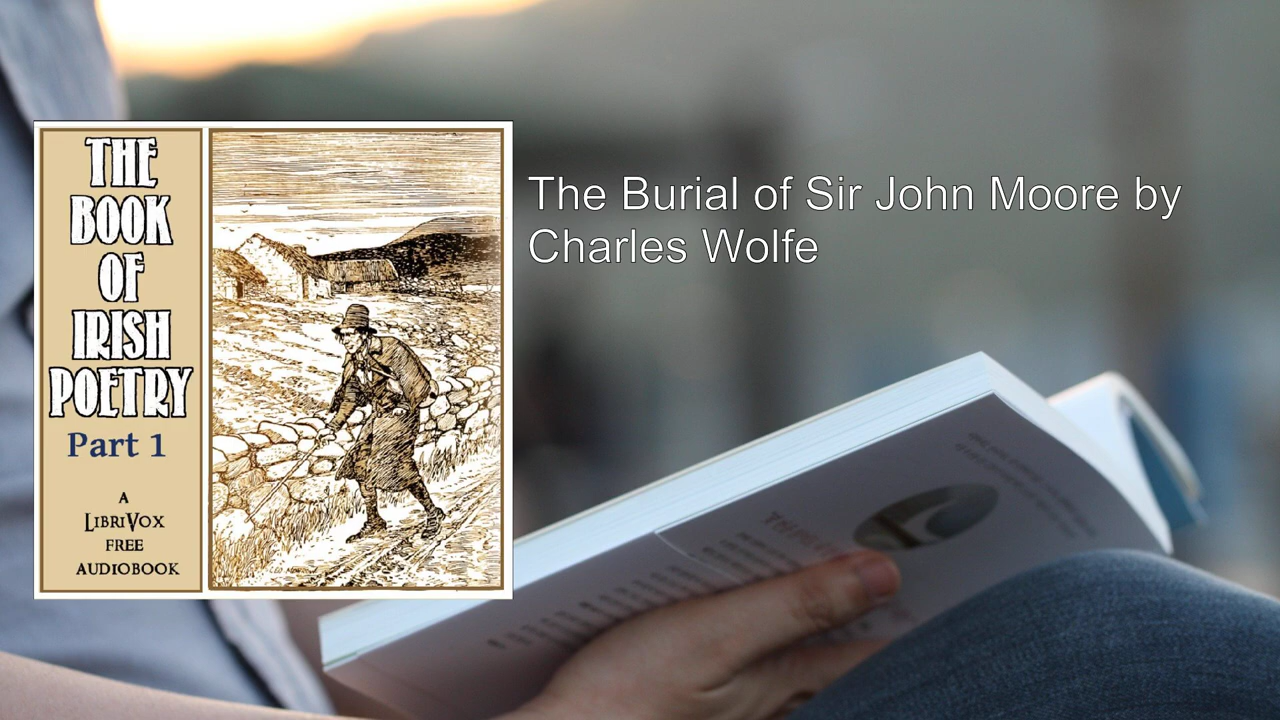 THE
BOOK
OF
IRISH
POETRY
Part 1
A
LIBRIVOX
FREE
AUDIOBOOK
The Burial of Sir John Moore by
Charles Wolfe